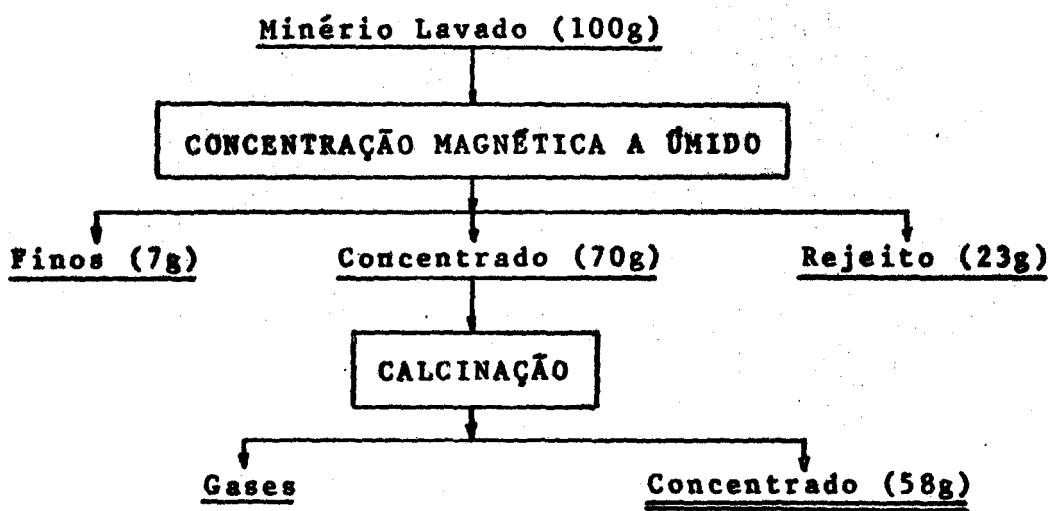 Minério Lavado (100g)
CONCENTRAÇÃO MAGNÉTICA A ÚMIDO
Finos (7g) Concentrado (70g) Rejeito (23g)
CALCINAÇÃO
Gases Concentrado (58g)